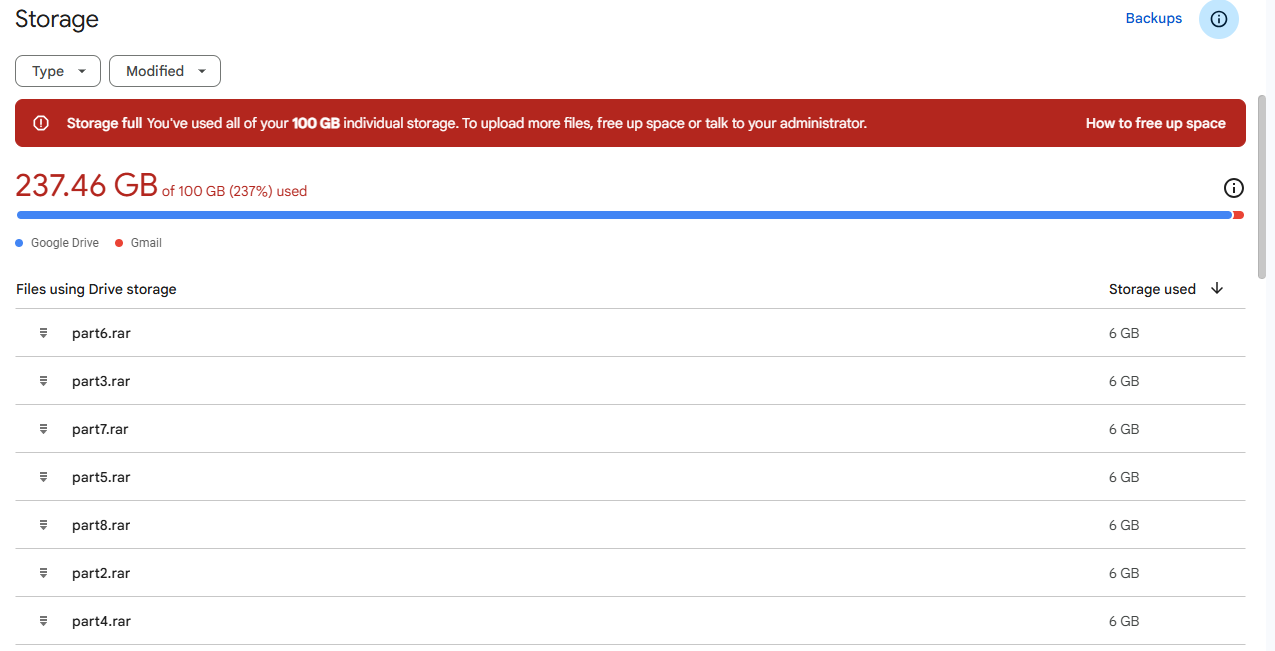 Storage
Backups
Type
Modified
Storage full You've used all of your 100 GB individual storage. To upload more files, free up space or talk to your administrator.
How to free up space
237.46 GB of 100 GB (237%) used
Google Drive Gmail
Files using Drive storage
Storage used
part6.rar 6 GB
part3.rar 6 GB
part7.rar 6 GB
part5.rar 6 GB
part8.rar 6 GB
part2.rar 6 GB
part4.rar 6 GB